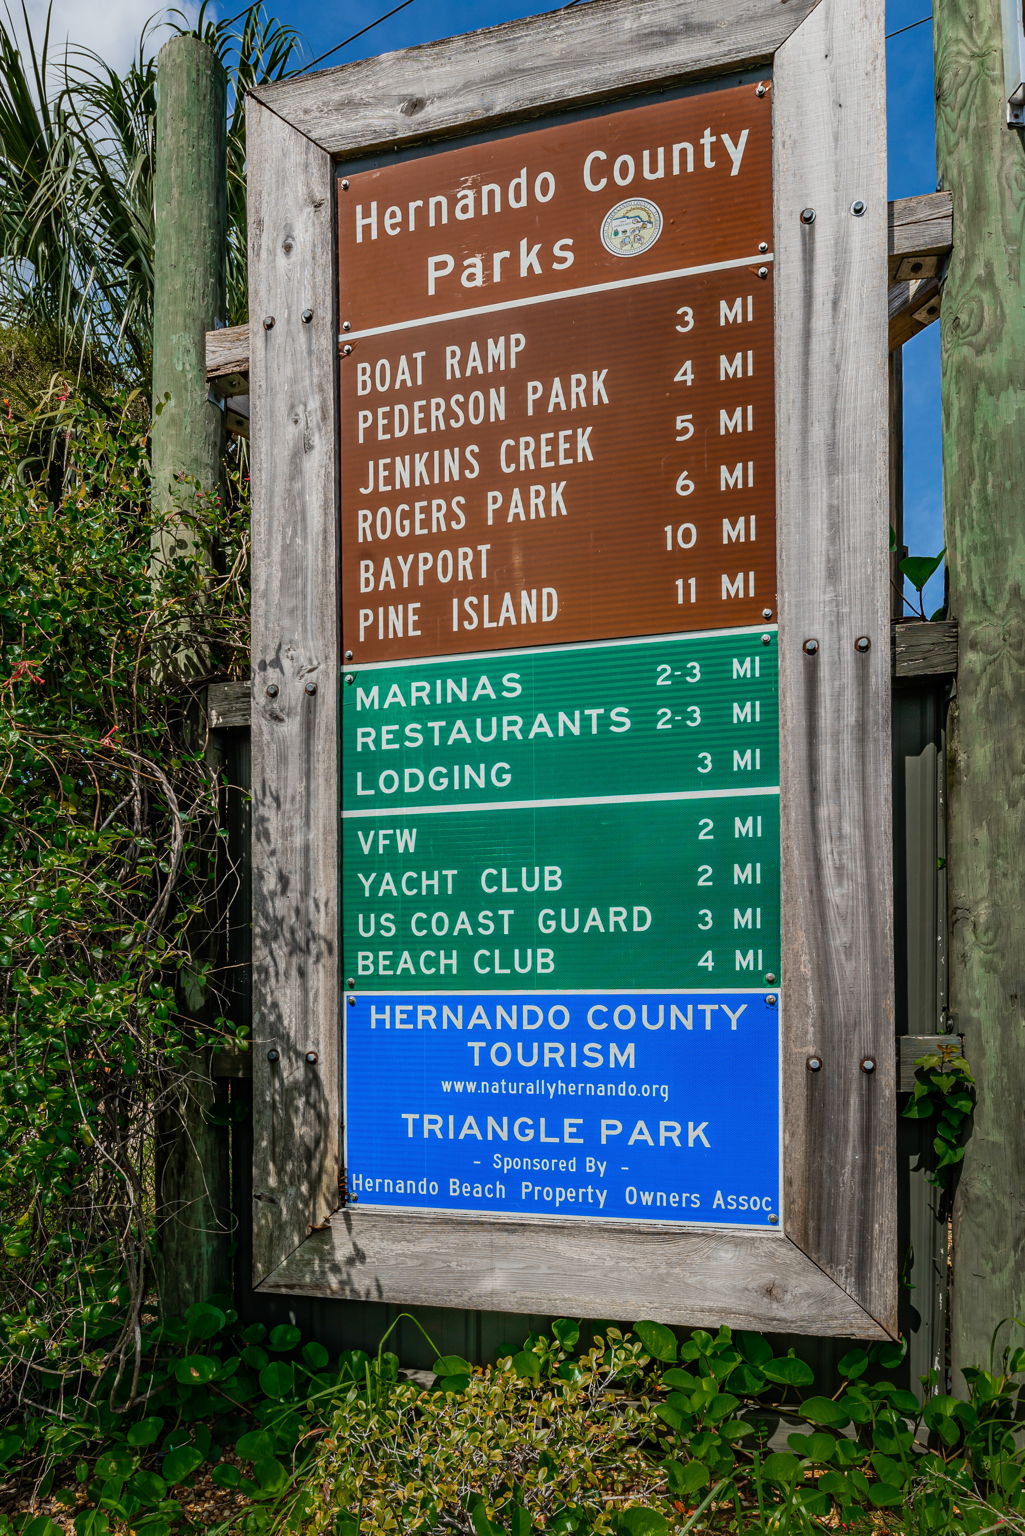 Hernando County
Parks
BOAT RAMP 3 MI
PEDERSON PARK 4 MI
JENKINS CREEK 5 MI
ROGERS PARK 6 MI
BAYPORT 10 MI
PINE ISLAND 11 MI
MARINAS 2-3 MI
RESTAURANTS 2-3 MI
LODGING 3 MI
VFW 2 MI
YACHT CLUB 2 MI
US COAST GUARD 3 MI
BEACH CLUB 4 MI
HERNANDO COUNTY
TOURISM
www.naturallyhernando.org
TRIANGLE PARK
- Sponsored By -
Hernando Beach Property Owners Assoc